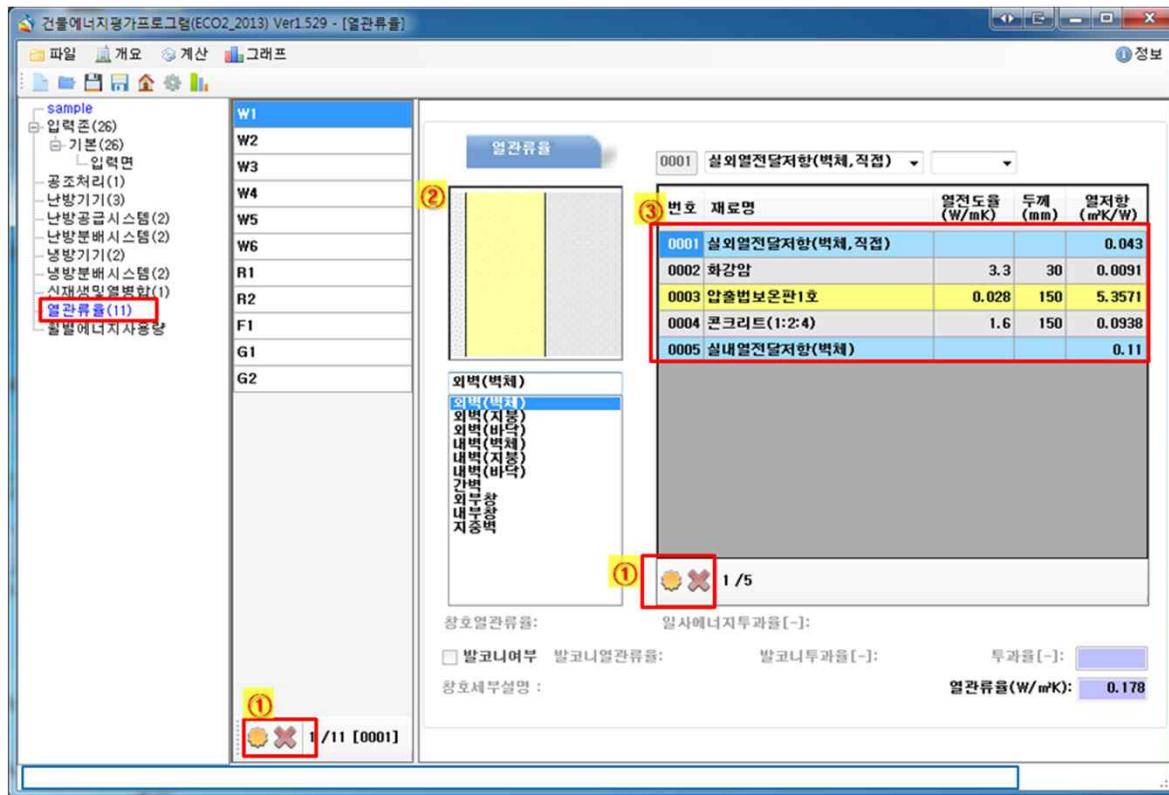 건물에너지평가프로그램(ECO2_2013) Ver1.529 - [열관류율]
파일 개요 계산 그래프 정보
sample
입력존(26)
기본(26)
입력면
공조처리(1)
난방기기(3)
난방공급시스템(2)
난방분배시스템(2)
냉방기기(2)
냉방분배시스템(2)
신재생및열병합(1)
열관류율(11)
월별에너지사용량
W1
W2
W3
W4
W5
W6
R1
R2
F1
G1
G2
①
1 /11 [0001]
열관류율
②
외벽(벽체)
외벽(벽체)
외벽(지붕)
외벽(바닥)
내벽(벽체)
내벽(지붕)
내벽(바닥)
간벽
외부창
내부창
지중벽
0001 실외열전달저항(벽체,직접)
③
번호 재료명 열전도율(W/mK) 두께(mm) 열저항(㎡K/W)
0001 실외열전달저항(벽체,직접) 0.043
0002 화강암 3.3 30 0.0091
0003 압출법보온판1호 0.028 150 5.3571
0004 콘크리트(1:2:4) 1.6 150 0.0938
0005 실내열전달저항(벽체) 0.11
① 1 /5
창호열관류율: 일사에너지투과율[-]:
발코니여부 발코니열관류율: 발코니투과율[-]: 투과율[-]:
창호세부설명 : 열관류율(W/㎡K): 0.178